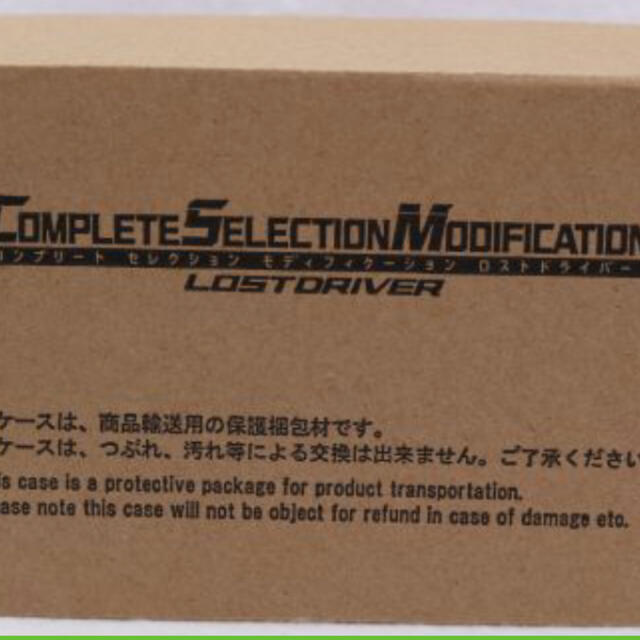 COMPLETE SELECTION MODIFICATION
コンプリート セレクション モディフィケーション ロストドライバー
LOSTDRIVER
ケースは、商品輸送用の保護梱包材です。
ケースは、つぶれ、汚れ等による交換は出来ません。ご了承ください
is case is a protective package for product transportation.
ease note this case will not be object for refund in case of damage etc.